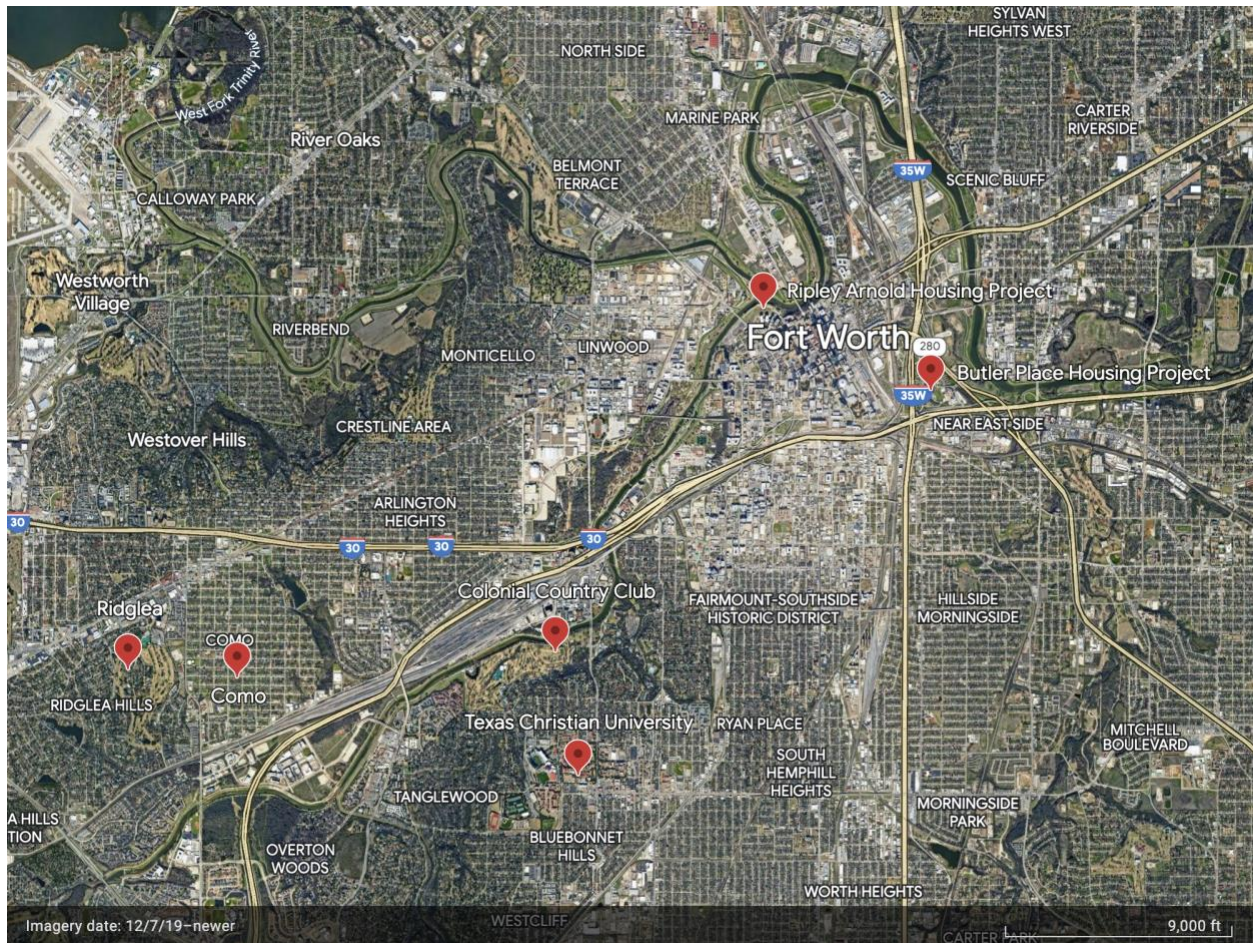 SYLVAN
HEIGHTS WEST
NORTH SIDE
West Fork Trinity River
CARTER
RIVERSIDE
MARINE PARK
River Oaks
35W
BELMONT
TERRACE
SCENIC BLUFF
CALLOWAY PARK
Westworth
Village
Ripley Arnold Housing Project
RIVERBEND
Fort Worth
280
MONTICELLO
LINWOOD
Butler Place Housing Project
35W
CRESTLINE AREA
NEAR EAST SIDE
Westover Hills
ARLINGTON
HEIGHTS
30
30
30
30
Colonial Country Club
Ridglea
FAIRMOUNT-SOUTHSIDE
HISTORIC DISTRICT
HILLSIDE
MORNINGSIDE
COMO
Como
RIDGLEA HILLS
Texas Christian University
RYAN PLACE
MITCHELL
BOULEVARD
SOUTH
HEMPHILL
HEIGHTS
TANGLEWOOD
MORNINGSIDE
PARK
A HILLS
TION
BLUEBONNET
HILLS
OVERTON
WOODS
WORTH HEIGHTS
WESTCLIFF
Imagery date: 12/7/19–newer
9,000 ft
CARTER PARK